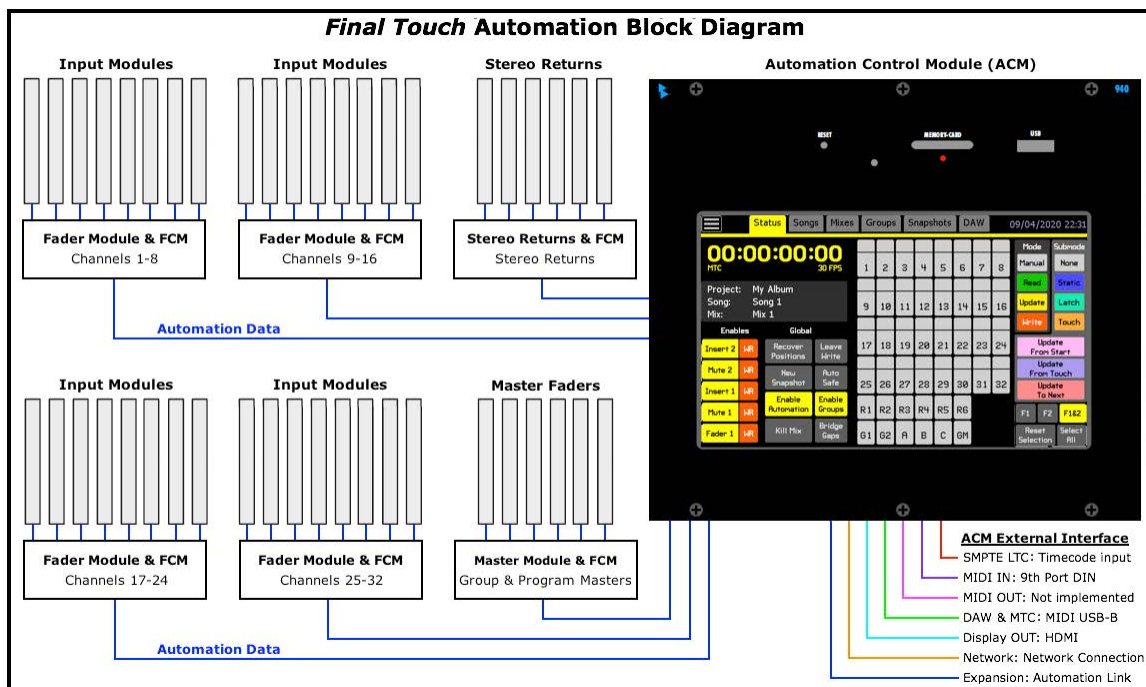 Final Touch Automation Block Diagram
Input Modules
Input Modules
Stereo Returns
Automation Control Module (ACM)
940
RESET
MEMORY-CARD
USB
Fader Module & FCM
Channels 1-8
Fader Module & FCM
Channels 9-16
Stereo Returns & FCM
Stereo Returns
Automation Data
Status Songs Mixes Groups Snapshots DAW 09/04/2020 22:31
00:00:00:00
MTC 30 FPS
Project: My Album
Song: Song 1
Mix: Mix 1
Enables Global
Insert 2 WR
Mute 2
Insert 1 WR
Mute 1 WR
Fader 1 WR
Recover
Positions
Leave
Write
New
Snapshot
Auto
Safe
Enable
Automation
Enable
Groups
Kill Mix
Bridge
Gaps
1 2 3 4 5 6 7 8
9 10 11 12 13 14 15 16
17 18 19 20 21 22 23 24
25 26 27 28 29 30 31 32
R1 R2 R3 R4 R5 R6
G1 G2 A B C GM
Mode Submode
Manual None
Read Static
Update Latch
Write Touch
Update
From Start
Update
From Touch
Update
To Next
F1 F2 F1&2
Reset
Selection
Select
All
Input Modules
Input Modules
Master Faders
Fader Module & FCM
Channels 17-24
Fader Module & FCM
Channels 25-32
Master Module & FCM
Group & Program Masters
Automation Data
ACM External Interface
SMPTE LTC: Timecode input
MIDI IN: 9th Port DIN
MIDI OUT: Not implemented
DAW & MTC: MIDI USB-B
Display OUT: HDMI
Network: Network Connection
Expansion: Automation Link